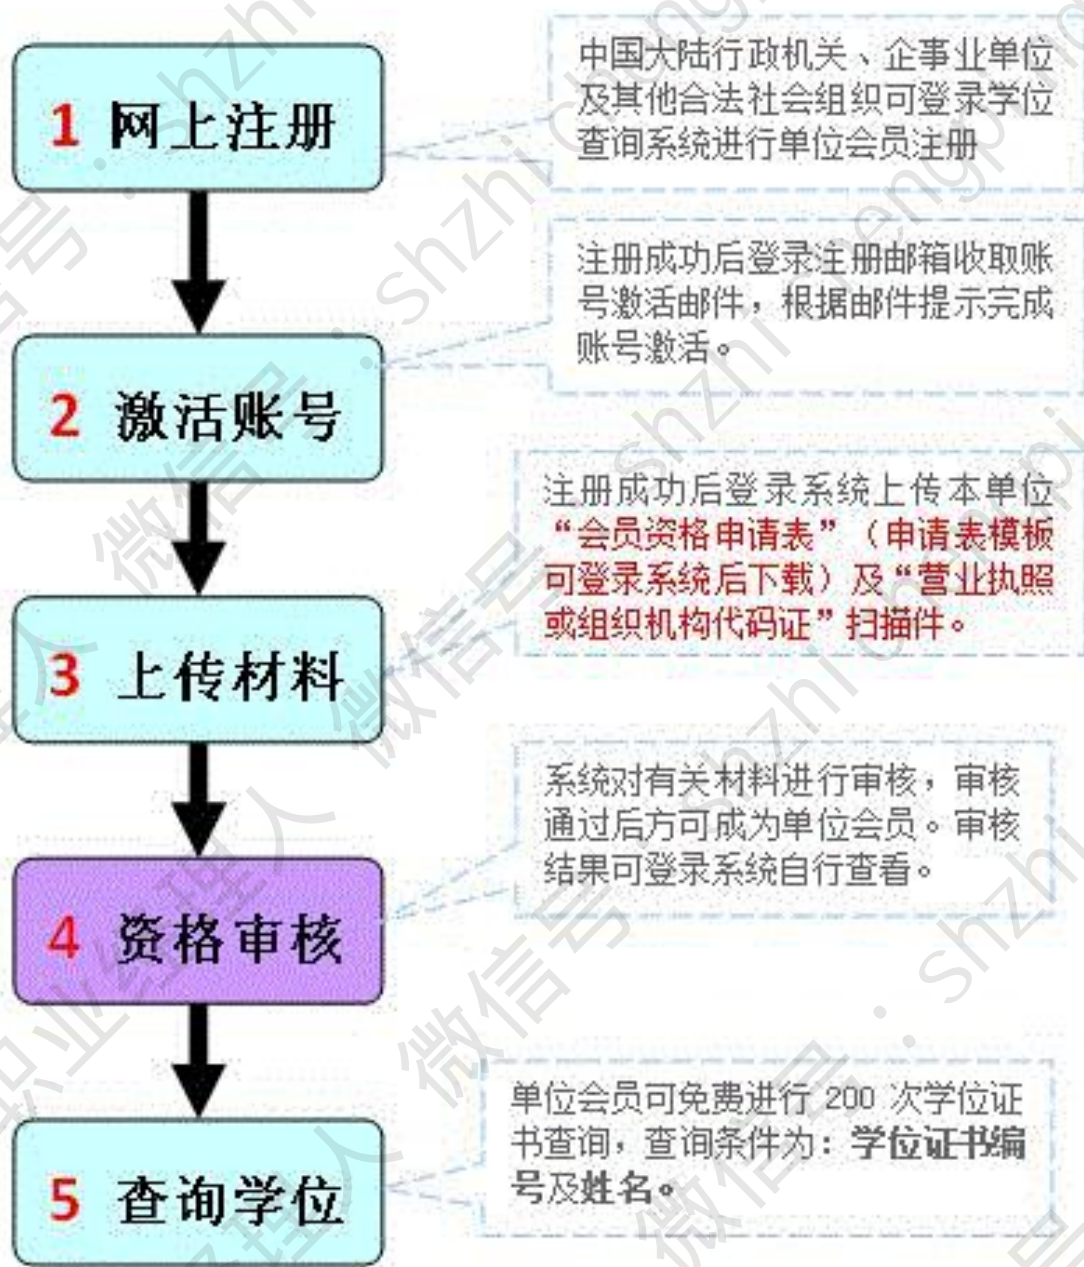 1 网上注册
中国大陆行政机关、企事业单位
及其他合法社会组织可登录学位
查询系统进行单位会员注册
2 激活账号
注册成功后登录注册邮箱收取账
号激活邮件，根据邮件提示完成
账号激活。
3 上传材料
注册成功后登录系统上传本单位
“会员资格申请表”（申请表模板
可登录系统后下载）及“营业执照
或组织机构代码证”扫描件。
4 资格审核
系统对有关材料进行审核，审核
通过后方可成为单位会员。审核
结果可登录系统自行查看。
5 查询学位
单位会员可免费进行 200 次学位证
书查询，查询条件为：学位证书编
号及姓名。
职业经理人 微信号：shzhichengping